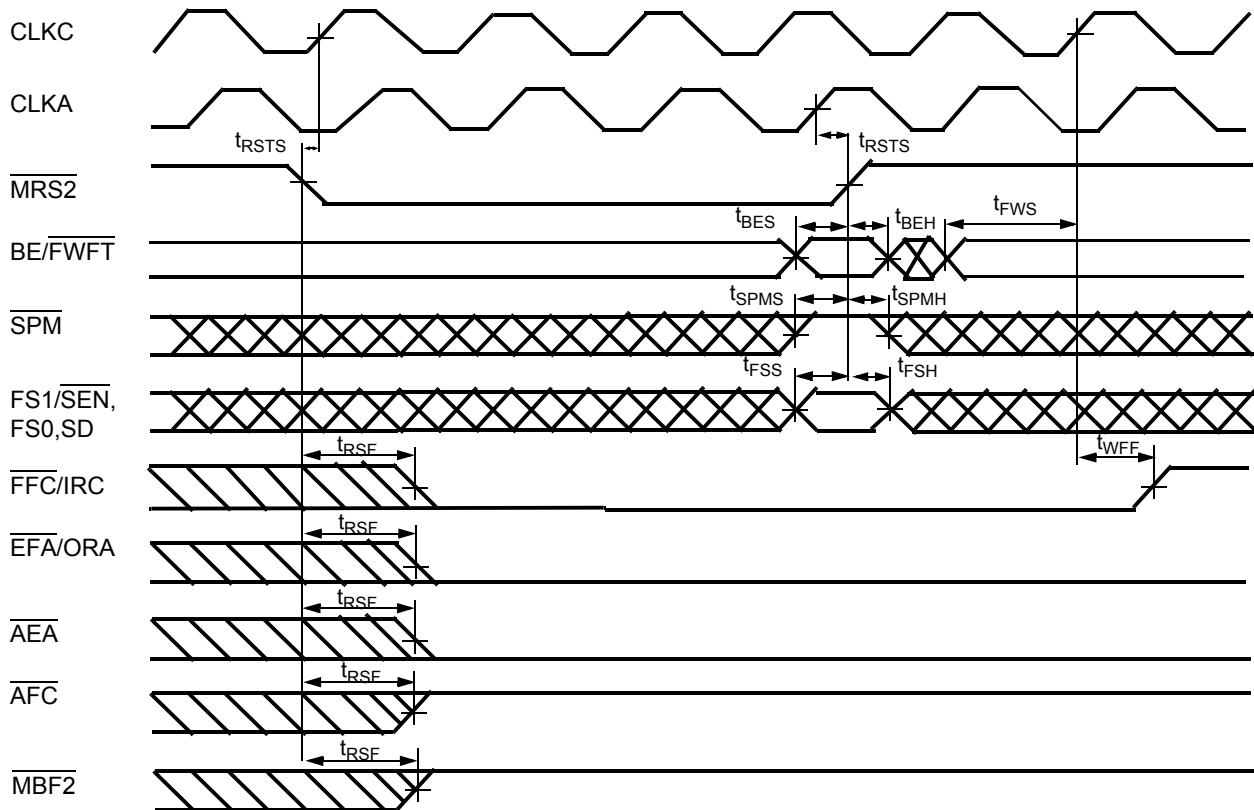 CLKC
CLKA
tRSTS
tRSTS
MRS2
tBES
tBEH
tFWS
BE/FWFT
tSPMS
tSPMH
SPM
tFSS
tFSH
FS1/SEN,
FS0,SD
tRSF
tWFF
FFC/IRC
tRSF
EFA/ORA
tRSF
AEA
tRSF
AFC
tRSF
MBF2